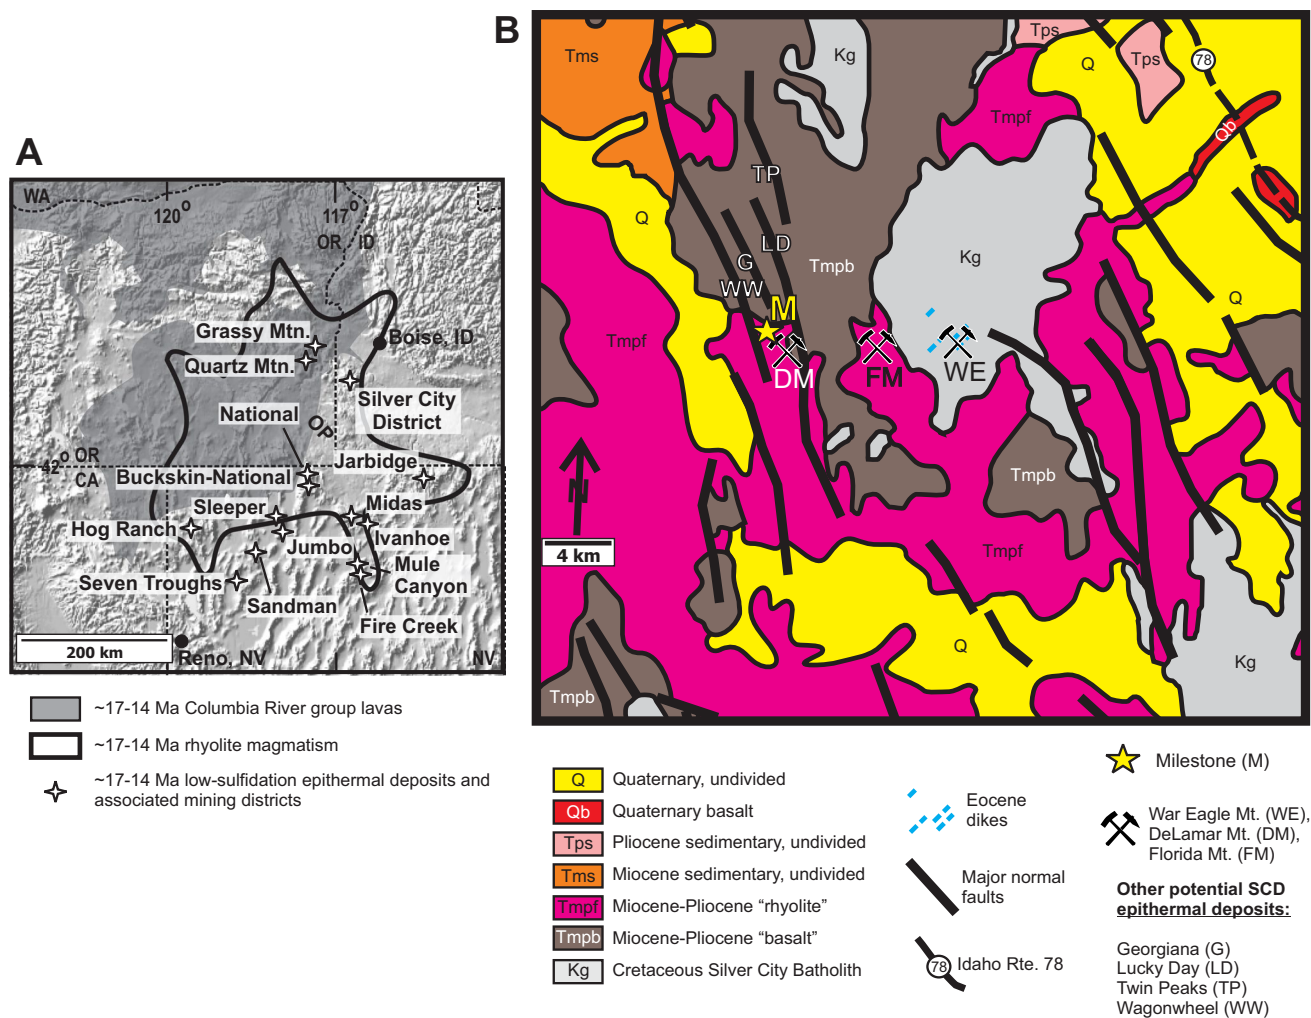 A
WA
120°
117°
OR
ID
Grassy Mtn.
Boise, ID
Quartz Mtn.
Silver City
District
National
OP
42°
OR
CA
Jarbidge
Buckskin-National
Sleeper
Midas
Hog Ranch
Ivanhoe
Jumbo
Mule
Canyon
Seven Troughs
Sandman
Fire Creek
200 km
Reno, NV
NV
~17-14 Ma Columbia River group lavas
~17-14 Ma rhyolite magmatism
~17-14 Ma low-sulfidation epithermal deposits and
associated mining districts
B
Tms
Kg
Tps
Q
Tps
78
Tmpf
Qb
TP
Q
LD
G
Tmpb
Kg
WW
M
Q
Tmpf
DM
FM
WE
Tmpb
N
4 km
Tmpf
Q
Q
Kg
Tmpb
Q
Quaternary, undivided
Qb
Quaternary basalt
Tps
Pliocene sedimentary, undivided
Tms
Miocene sedimentary, undivided
Tmpf
Miocene-Pliocene “rhyolite”
Tmpb
Miocene-Pliocene “basalt”
Kg
Cretaceous Silver City Batholith
Eocene
dikes
Major normal
faults
78
Idaho Rte. 78
Milestone (M)
War Eagle Mt. (WE),
DeLamar Mt. (DM),
Florida Mt. (FM)
Other potential SCD
epithermal deposits:
Georgiana (G)
Lucky Day (LD)
Twin Peaks (TP)
Wagonwheel (WW)